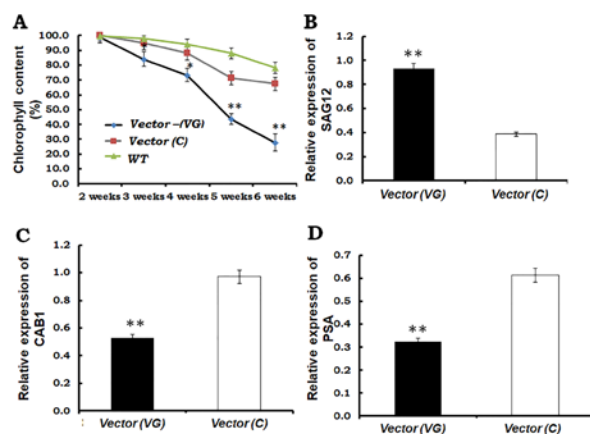 A
Chlorophyll content
(%)
100.0
90.0
80.0
70.0
60.0
50.0
40.0
30.0
20.0
10.0
0.0
*
*
**
**
Vector –(VG)
Vector (C)
WT
2 weeks 3 weeks 4 weeks 5 weeks 6 weeks
B
Relative expression of
SAG12
1.2
1.0
0.8
0.6
0.4
0.2
0.0
**
Vector (VG) Vector (C)
C
Relative expression of
CAB1
1.2
1.0
0.8
0.6
0.4
0.2
0.0
**
Vector (VG) Vector (C)
D
Relative expression of
PSA
0.7
0.6
0.5
0.4
0.3
0.2
0.1
0.0
**
Vector (VG) Vector (C)